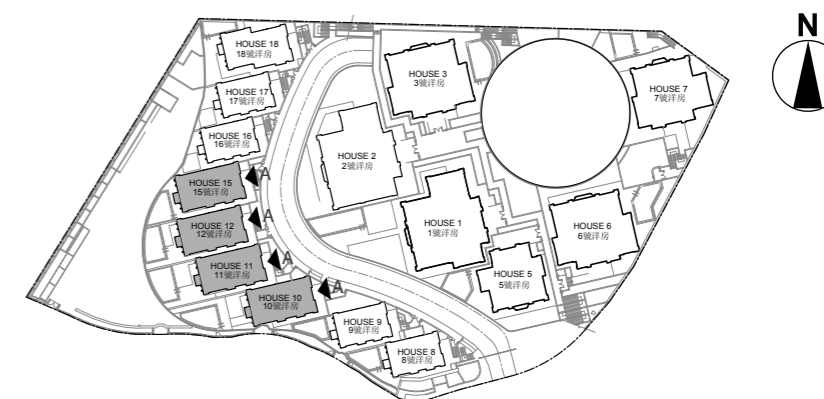 N
HOUSE 18
18號洋房
HOUSE 3
3號洋房
HOUSE 7
7號洋房
HOUSE 17
17號洋房
HOUSE 16
16號洋房
HOUSE 2
2號洋房
HOUSE 15
15號洋房
A
HOUSE 12
12號洋房
A
HOUSE 1
1號洋房
HOUSE 6
6號洋房
HOUSE 11
11號洋房
A
HOUSE 5
5號洋房
HOUSE 10
10號洋房
A
HOUSE 9
9號洋房
HOUSE 8
8號洋房